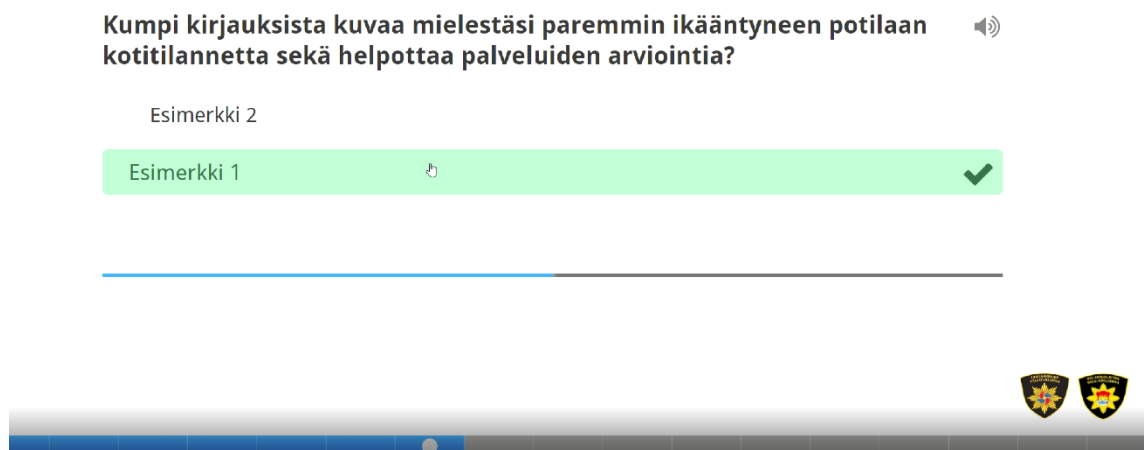 Kumpi kirjauksista kuvaa mielestäsi paremmin ikääntyneen potilaan
kotitilannetta sekä helpottaa palveluiden arviointia?
Esimerkki 2
Esimerkki 1